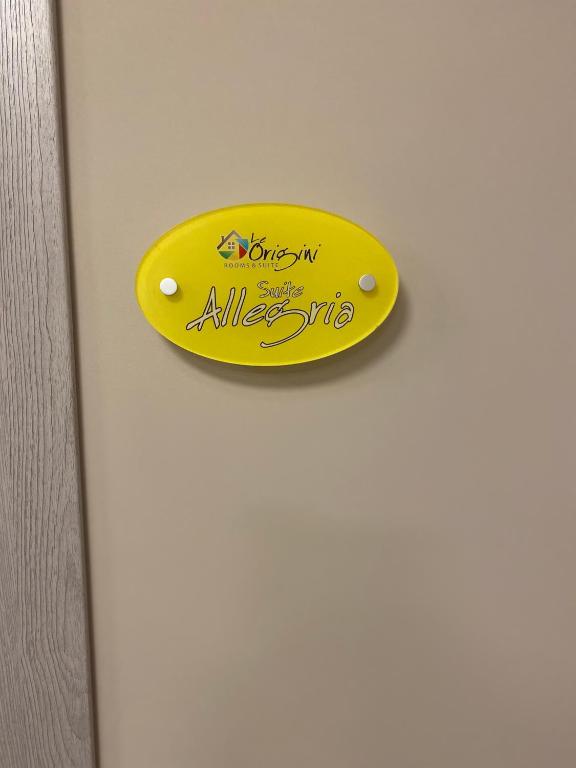 Le
Origini
ROOMS & SUITE
Suite
Allegria